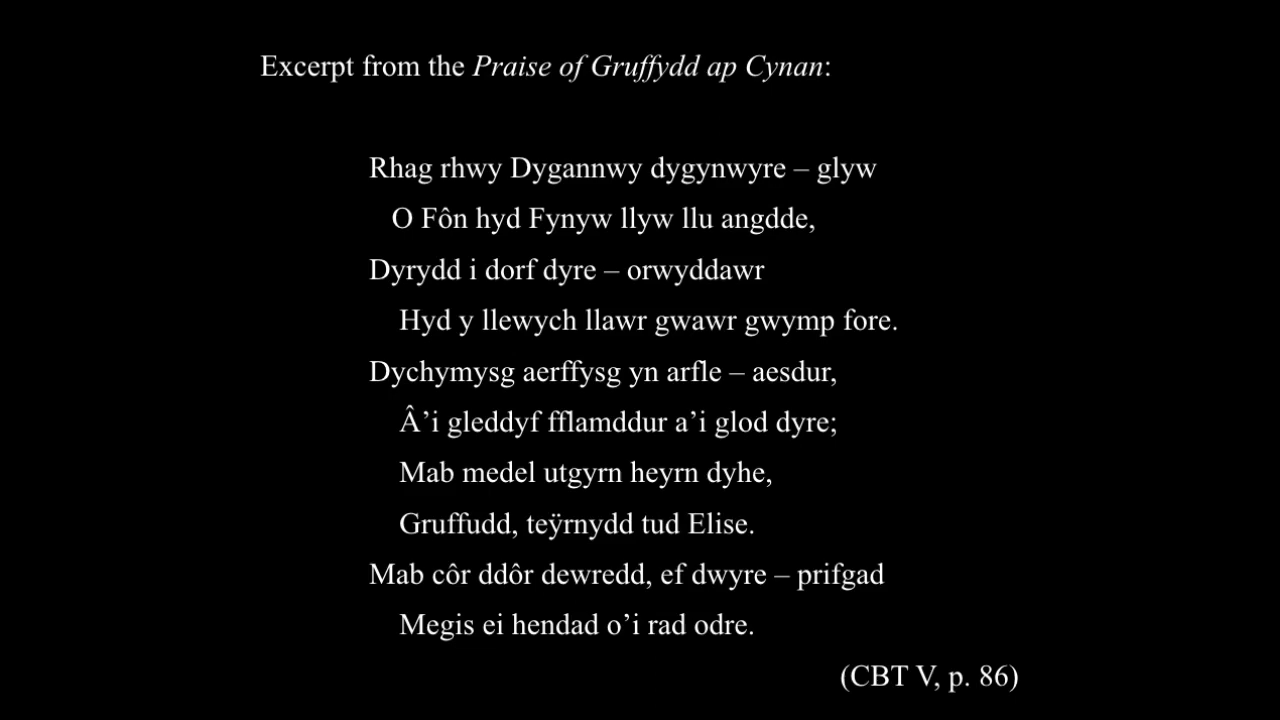 Excerpt from the Praise of Gruffydd ap Cynan:
Rhag rhwy Dygannwy dygynwyre – glyw
O Fôn hyd Fynyw llyw llu angdde,
Dyrydd i dorf dyre – orwyddawr
Hyd y llewych llawr gwawr gwymp fore.
Dychymysg aerffysg yn arfle – aesdur,
Â’i gleddyf fflamddur a’i glod dyre;
Mab medel utgyrn heyrn dyhe,
Gruffudd, teÿrnydd tud Elise.
Mab côr ddôr dewredd, ef dwyre – prifgad
Megis ei hendad o’i rad odre.
(CBT V, p. 86)